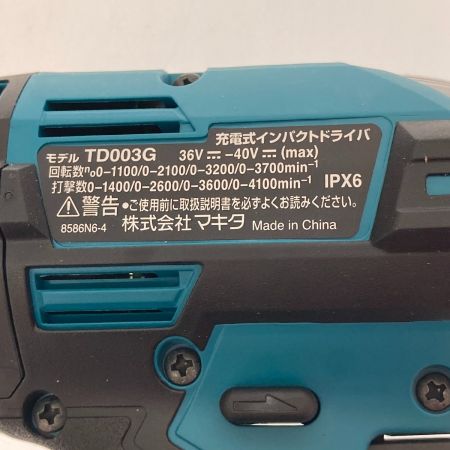 充電式インパクトドライバ
モデル TD003G 36V⎓ -40V⎓ (max)
回転数n₀0-1100/0-2100/0-3200/0-3700min⁻¹
打撃数0-1400/0-2600/0-3600/0-4100min⁻¹ IPX6
⚠警告•ご使用前に取扱説明書を必ずよくお読みください。
8586N6-4 株式会社 マキタ Made in China